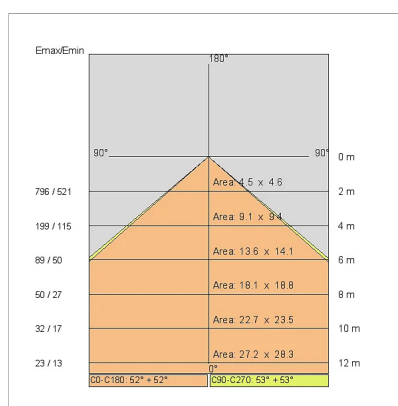 Emax/Emin
180°
90° 90° 0 m
796 / 521 Area: 4.5 x 4.6 2 m
199 / 115 Area: 9.1 x 9.4 4 m
89 / 50 Area: 13.6 x 14.1 6 m
50 / 27 Area: 18.1 x 18.8 8 m
32 / 17 Area: 22.7 x 23.5 10 m
23 / 13 Area: 27.2 x 28.3 12 m
0°
C0-C180: 52° + 52° C90-C270: 53° + 53°